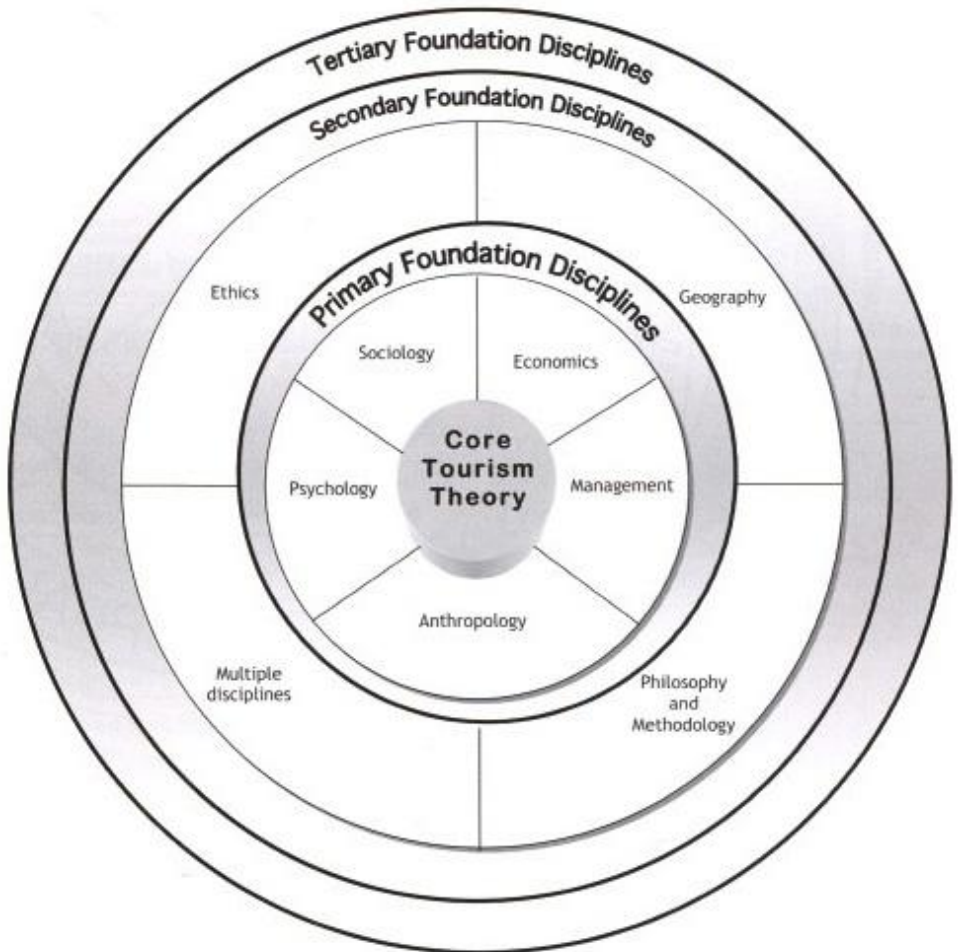 Tertiary Foundation Disciplines
Secondary Foundation Disciplines
Ethics
Geography
Primary Foundation Disciplines
Sociology
Economics
Core
Tourism
Theory
Psychology
Management
Anthropology
Multiple
disciplines
Philosophy
and
Methodology